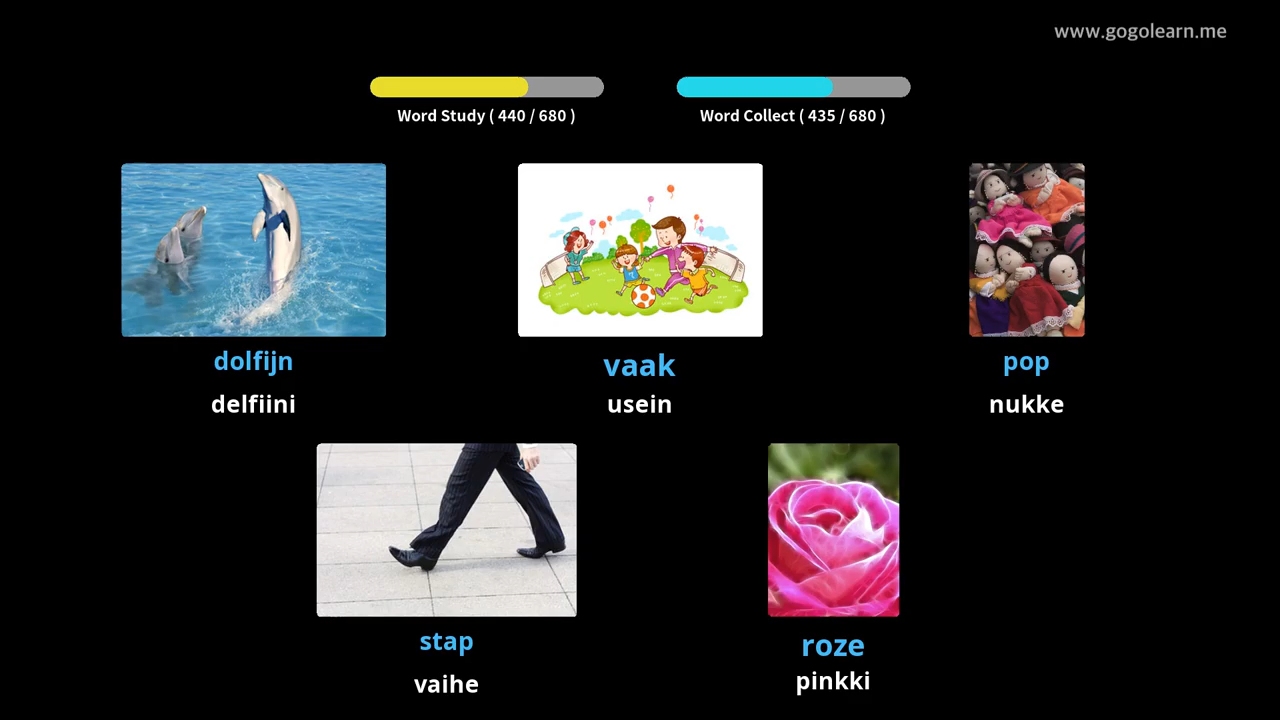 www.gogolearn.me
Word Study ( 440 / 680 )
Word Collect ( 435 / 680 )
dolfijn
delfiini
vaak
usein
pop
nukke
stap
vaihe
roze
pinkki